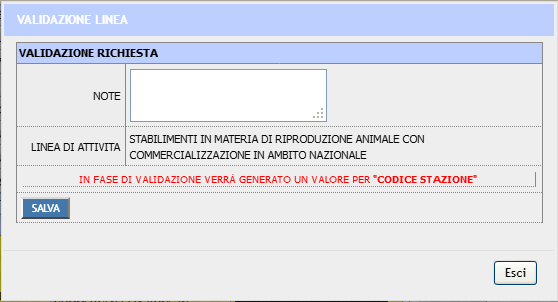 VALIDAZIONE LINEA
VALIDAZIONE RICHIESTA
NOTE
LINEA DI ATTIVITA
STABILIMENTI IN MATERIA DI RIPRODUZIONE ANIMALE CON
COMMERCIALIZZAZIONE IN AMBITO NAZIONALE
IN FASE DI VALIDAZIONE VERRÁ GENERATO UN VALORE PER "CODICE STAZIONE"
SALVA
Esci